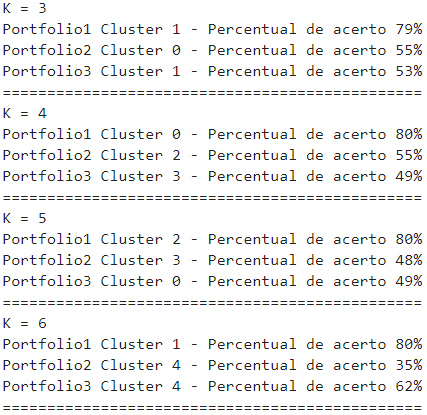 K = 3
Portfolio1 Cluster 1 - Percentual de acerto 79%
Portfolio2 Cluster 0 - Percentual de acerto 55%
Portfolio3 Cluster 1 - Percentual de acerto 53%
===============================================
K = 4
Portfolio1 Cluster 0 - Percentual de acerto 80%
Portfolio2 Cluster 2 - Percentual de acerto 55%
Portfolio3 Cluster 3 - Percentual de acerto 49%
===============================================
K = 5
Portfolio1 Cluster 2 - Percentual de acerto 80%
Portfolio2 Cluster 3 - Percentual de acerto 48%
Portfolio3 Cluster 0 - Percentual de acerto 49%
===============================================
K = 6
Portfolio1 Cluster 1 - Percentual de acerto 80%
Portfolio2 Cluster 4 - Percentual de acerto 35%
Portfolio3 Cluster 4 - Percentual de acerto 62%
===============================================